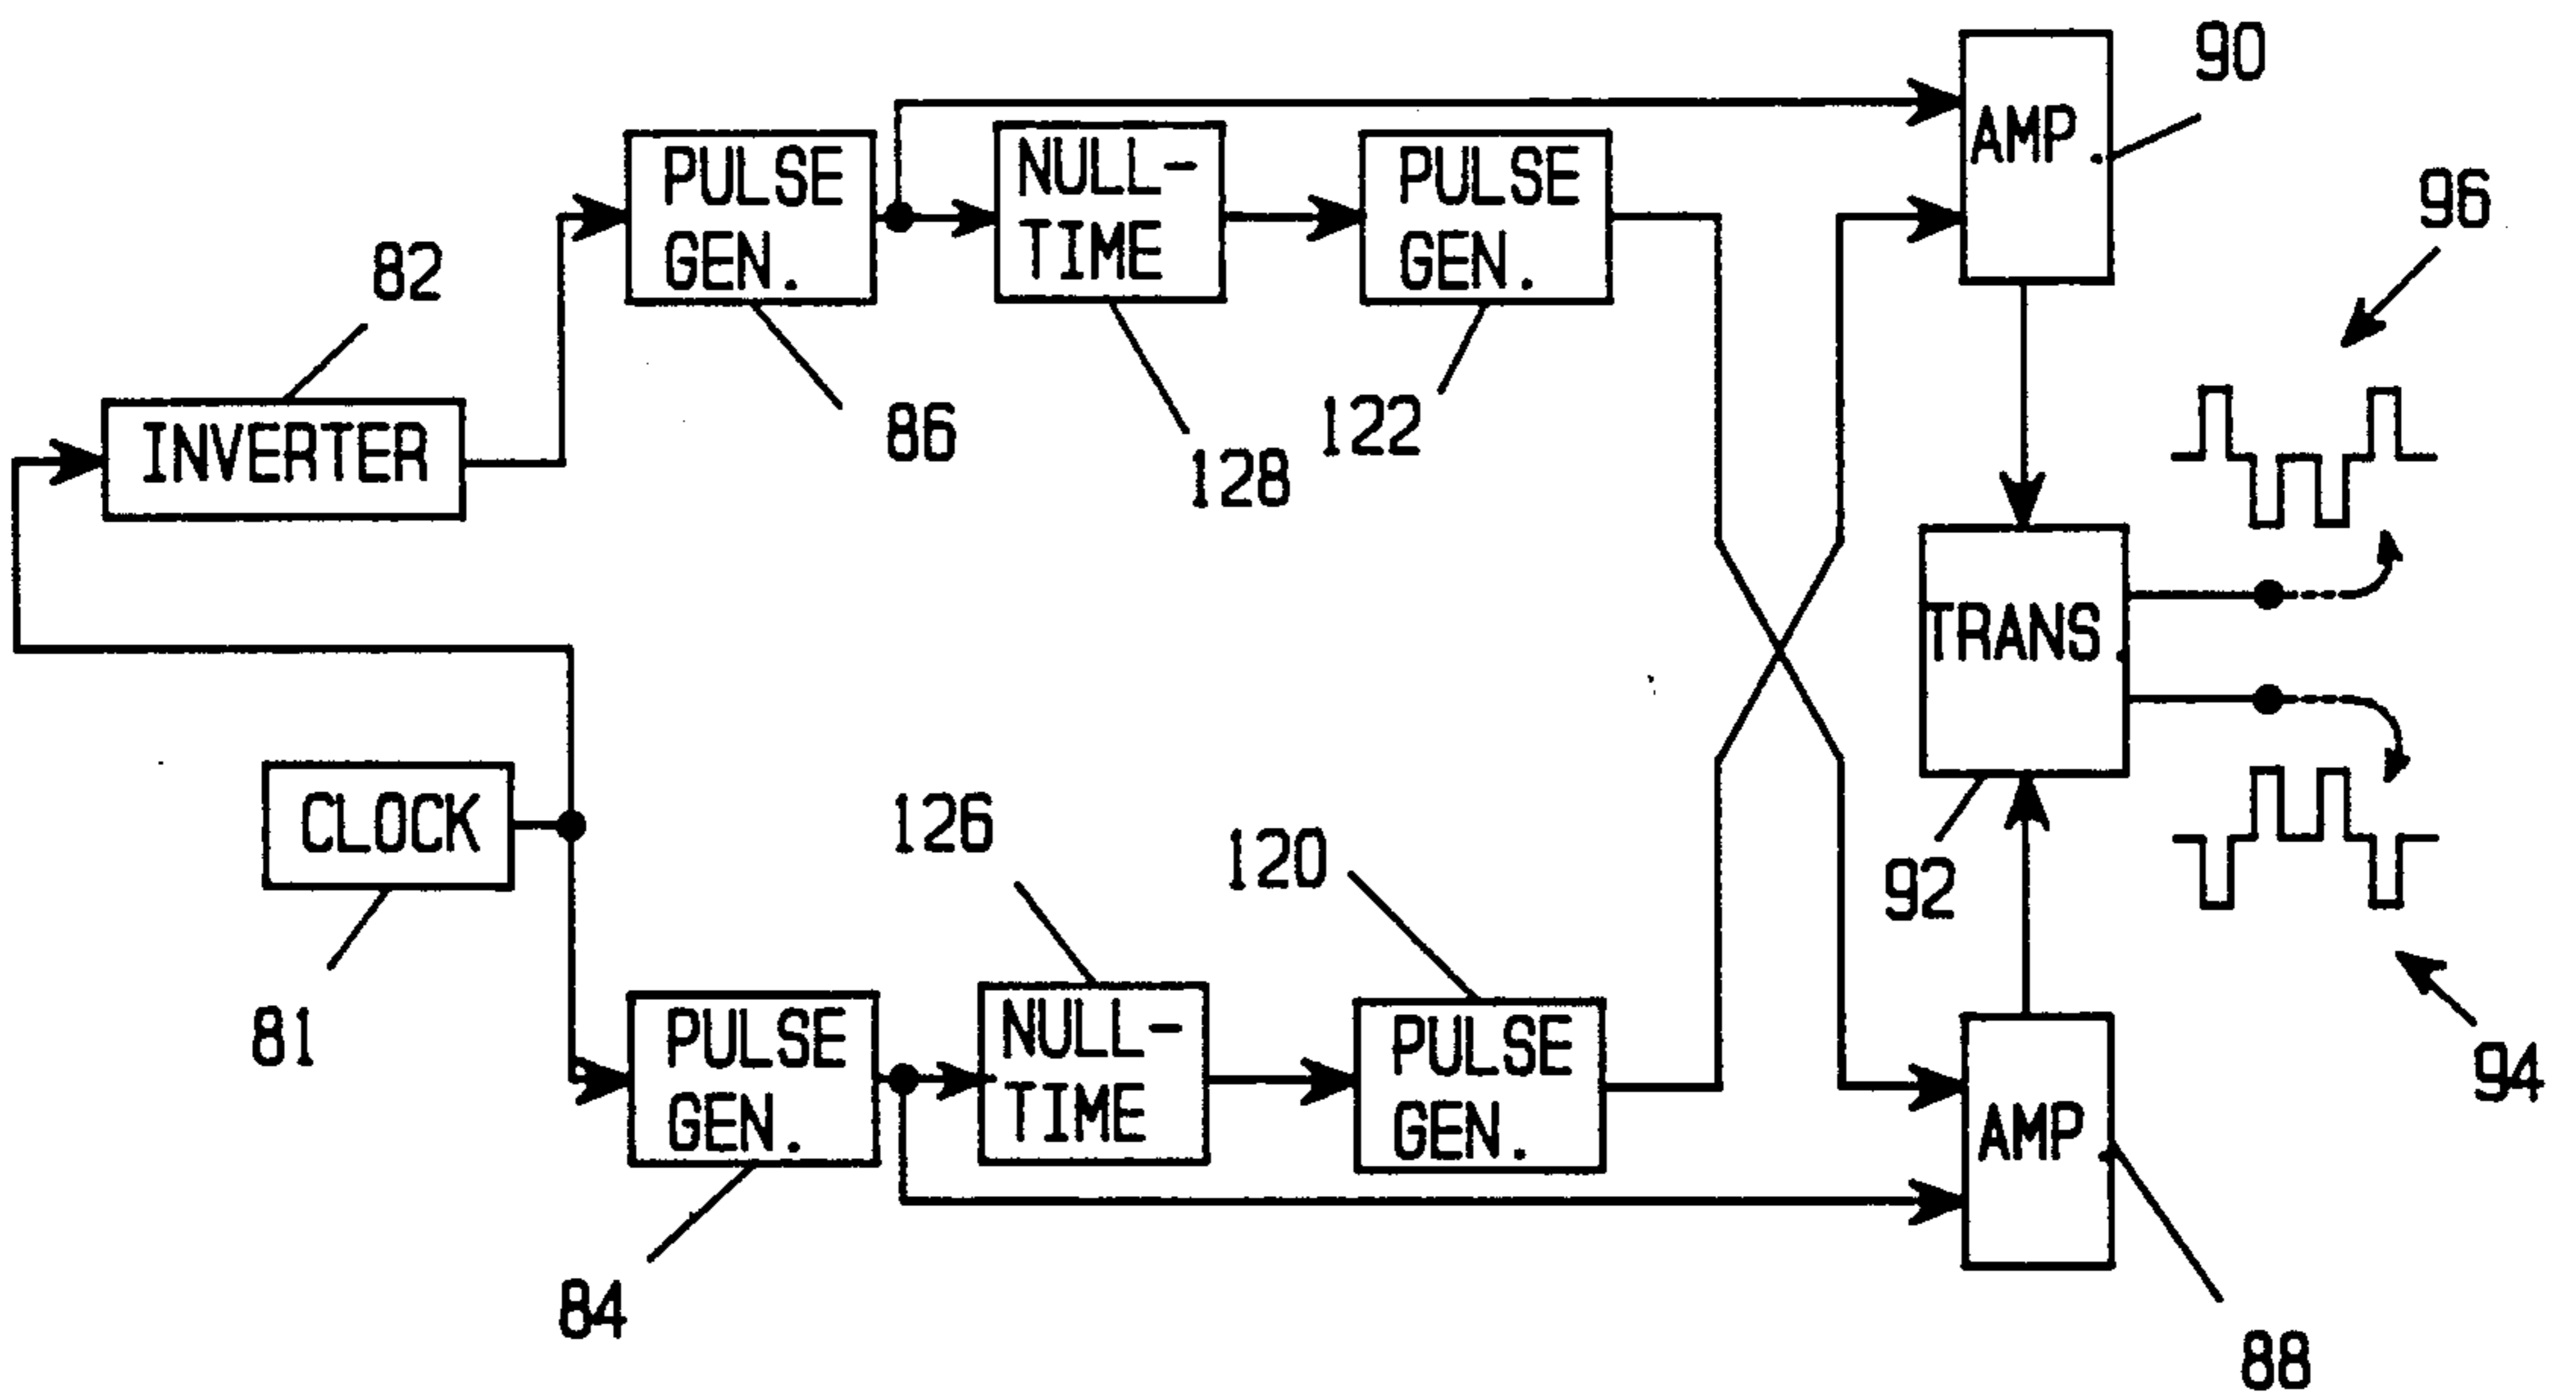 90
AMP.
96
PULSE
GEN.
NULL-
TIME
PULSE
GEN.
82
86
128
122
INVERTER
TRANS.
CLOCK
126
120
92
81
PULSE
GEN.
NULL-
TIME
PULSE
GEN.
AMP.
94
84
88